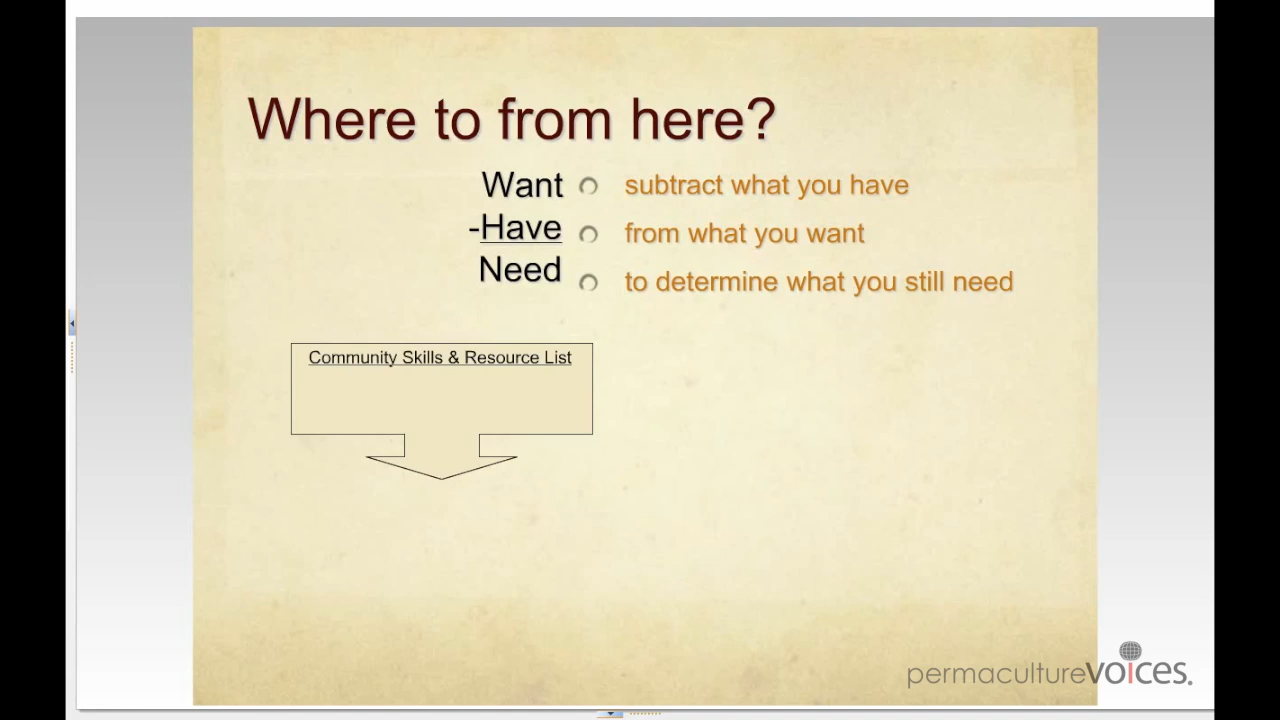 Where to from here?
Want
-Have
Need
subtract what you have
from what you want
to determine what you still need
Community Skills & Resource List
permaculturevoices.